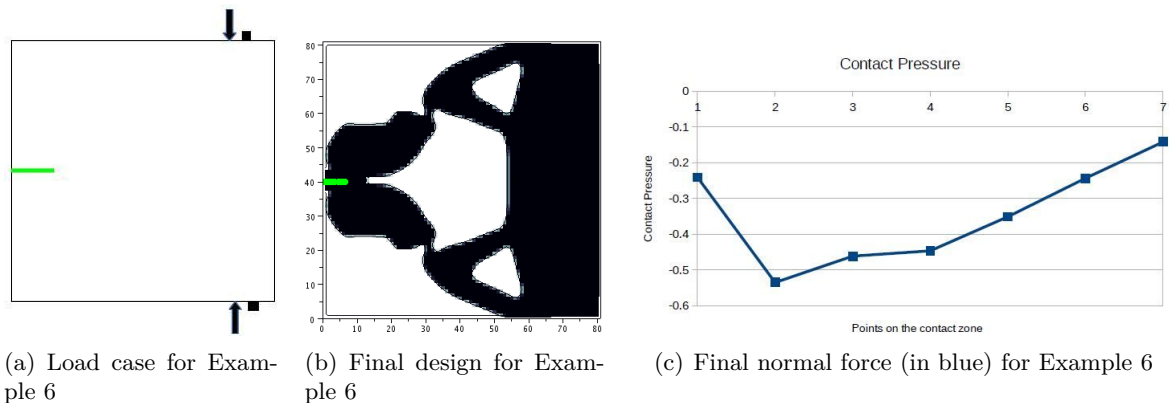 80
70
60
50
40
30
20
10
0
0 10 20 30 40 50 60 70 80
Contact Pressure
0
1 2 3 4 5 6 7
-0.1
-0.2
-0.3
-0.4
-0.5
-0.6
Contact Pressure
Points on the contact zone
(a) Load case for Exam-
ple 6
(b) Final design for Exam-
ple 6
(c) Final normal force (in blue) for Example 6